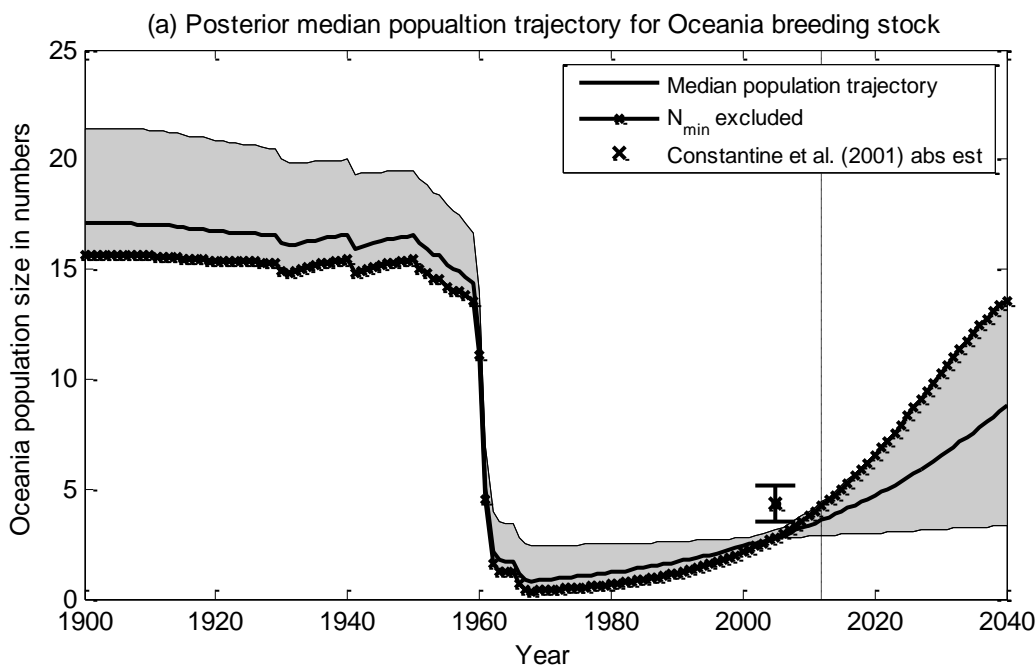 (a) Posterior median popualtion trajectory for Oceania breeding stock
25
20
15
10
5
0
Oceania population size in numbers
Median population trajectory
N_min excluded
Constantine et al. (2001) abs est
1900 1920 1940 1960 1980 2000 2020 2040
Year